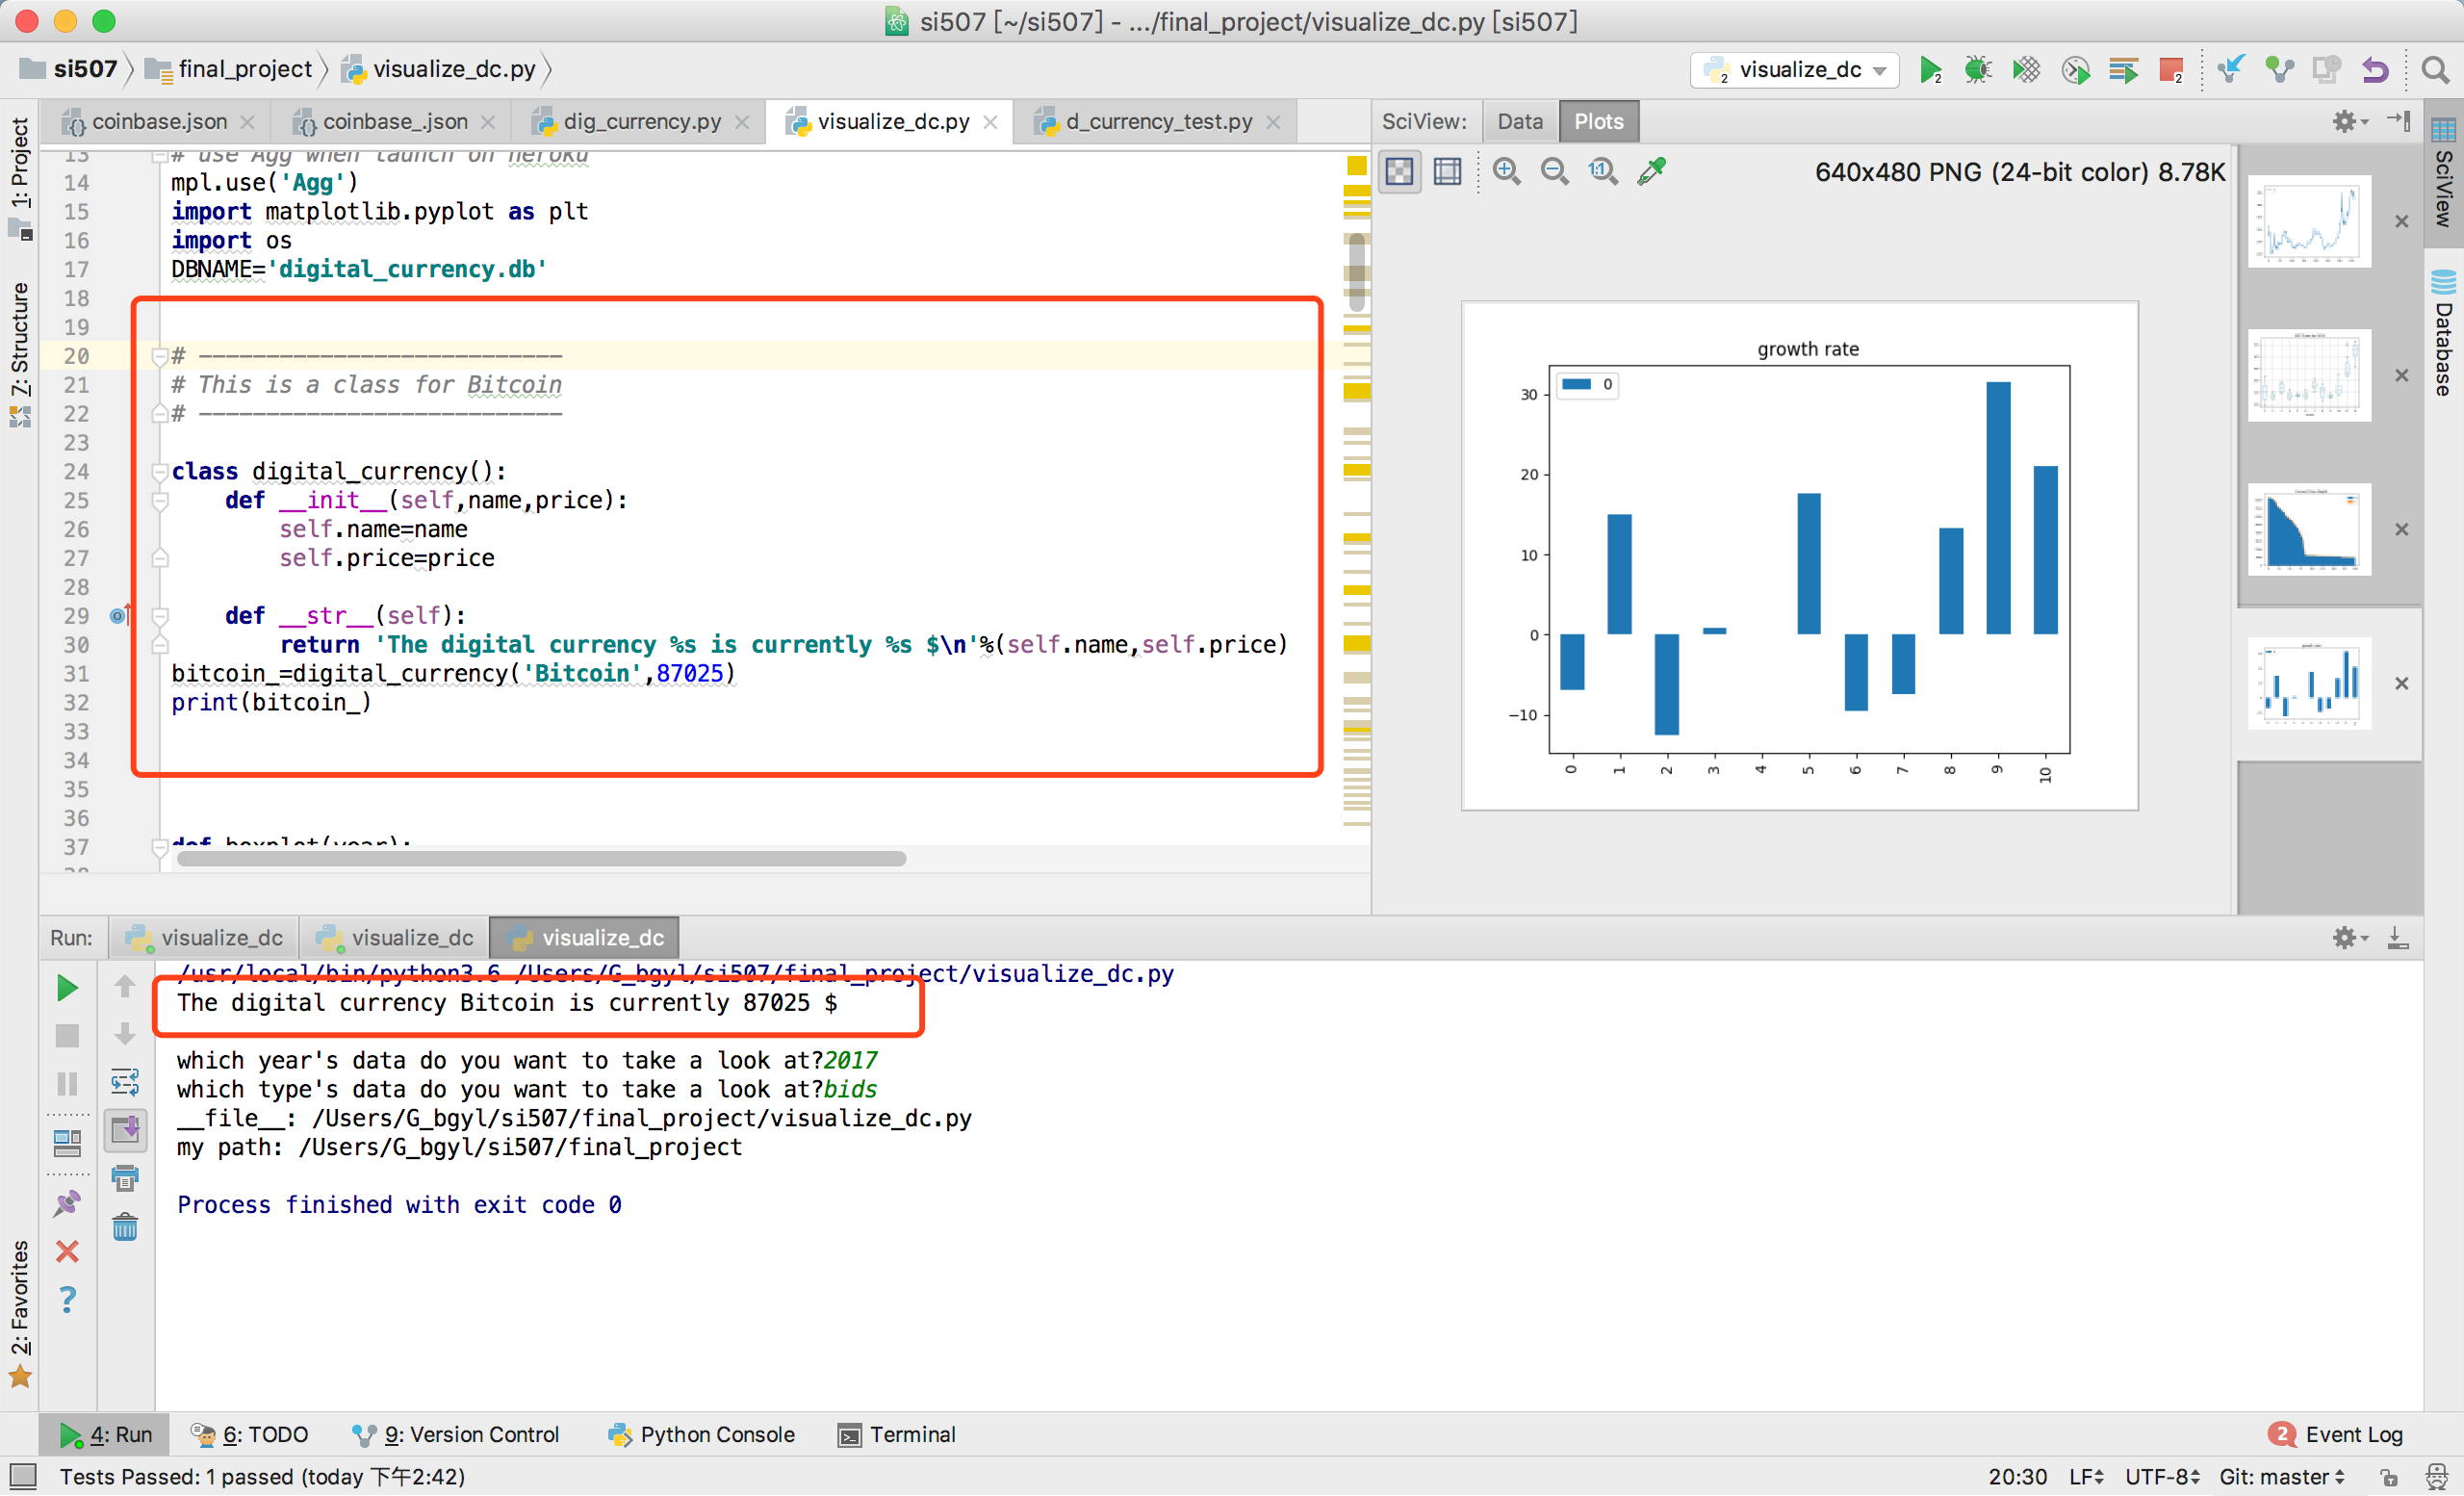 si507 [~/si507] - .../final_project/visualize_dc.py [si507]
si507 final_project visualize_dc.py
visualize_dc
coinbase.json coinbase_.json dig_currency.py visualize_dc.py d_currency_test.py
SciView: Data Plots
640x480 PNG (24-bit color) 8.78K
1: Project
7: Structure
2: Favorites
SciView
Database
13 # use Agg when launch on heroku
14 mpl.use('Agg')
15 import matplotlib.pyplot as plt
16 import os
17 DBNAME='digital_currency.db'
18
19
20 # ---------------------------
21 # This is a class for Bitcoin
22 # ---------------------------
23
24 class digital_currency():
25 def __init__(self,name,price):
26 self.name=name
27 self.price=price
28
29 def __str__(self):
30 return 'The digital currency %s is currently %s $\n'%(self.name,self.price)
31 bitcoin_=digital_currency('Bitcoin',87025)
32 print(bitcoin_)
33
34
35
36
37 def boxplot(year):
38
growth rate
0
30
20
10
0
−10
0 1 2 3 4 5 6 7 8 9 10
Run: visualize_dc visualize_dc visualize_dc
/usr/local/bin/python3.6 /Users/G_bgyl/si507/final_project/visualize_dc.py
The digital currency Bitcoin is currently 87025 $
which year's data do you want to take a look at?2017
which type's data do you want to take a look at?bids
__file__: /Users/G_bgyl/si507/final_project/visualize_dc.py
my path: /Users/G_bgyl/si507/final_project
Process finished with exit code 0
4: Run 6: TODO 9: Version Control Python Console Terminal
2 Event Log
Tests Passed: 1 passed (today 下午2:42)
20:30 LF UTF-8 Git: master